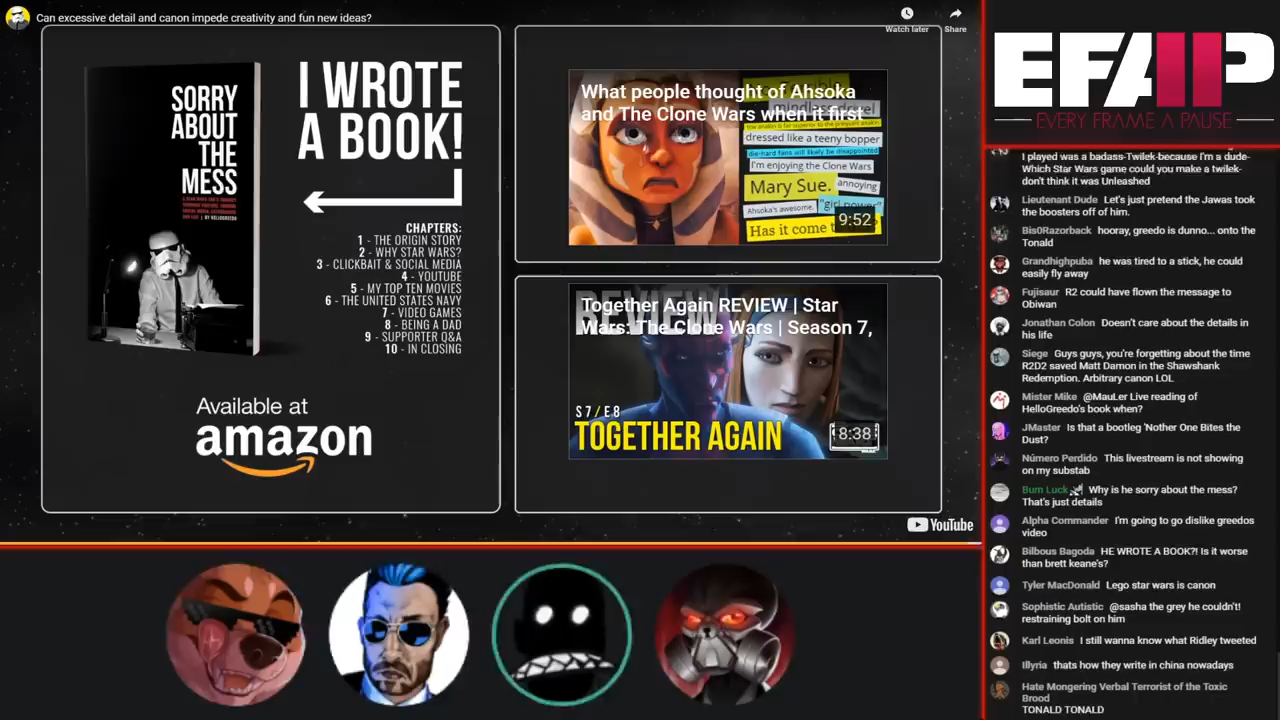 Can excessive detail and canon impede creativity and fun new ideas?
Watch later
Share
SORRY
ABOUT
THE
MESS
I WROTE
A BOOK!
CHAPTERS:
1 - THE ORIGIN STORY
2 - WHY STAR WARS?
3 - CLICKBAIT & SOCIAL MEDIA
4 - YOUTUBE
5 - MY TOP TEN MOVIES
6 - THE UNITED STATES NAVY
7 - VIDEO GAMES
8 - BEING A DAD
9 - SUPPORTER Q&A
10 - IN CLOSING
Available at
amazon
What people thought of Ahsoka
and The Clone Wars when it first
mindless drivel
dressed like a teeny bopper
die-hard fans will likely be disappointed
I'm enjoying the Clone Wars
Mary Sue.
annoying
Ahsoka's awesome.
"girl power"
Has it come t
9:52
REVIEW
Together Again REVIEW | Star
Wars: The Clone Wars | Season 7,
S7/E8
TOGETHER AGAIN
8:38
YouTube
EFAP
EVERY FRAME A PAUSE
I played was a badass-Twilek-because I'm a dude-
Which Star Wars game could you make a twilek-
don't think it was Unleashed
Lieutenant Dude Let's just pretend the Jawas took
the boosters off of him.
Bis0Razorback hooray, greedo is dunno... onto the
Tonald
Grandhighpuba he was tired to a stick, he could
easily fly away
Fujisaur R2 could have flown the message to
Obiwan
Jonathan Colon Doesn't care about the details in
his life
Siege Guys guys, you're forgetting about the time
R2D2 saved Matt Damon in the Shawshank
Redemption. Arbitrary canon LOL
Mister Mike @MauLer Live reading of
HelloGreedo's book when?
JMaster Is that a bootleg 'Nother One Bites the
Dust?
Número Perdido This livestream is not showing
on my substab
Burn Luck Why is he sorry about the mess?
That's just details
Alpha Commander I'm going to go dislike greedos
video
Bilbous Bagoda HE WROTE A BOOK?! Is it worse
than brett keane's?
Tyler MacDonald Lego star wars is canon
Sophistic Autistic @sasha the grey he couldn't!
restraining bolt on him
Karl Leonis I still wanna know what Ridley tweeted
Illyria thats how they write in china nowadays
Hate Mongering Verbal Terrorist of the Toxic
Brood
TONALD TONALD